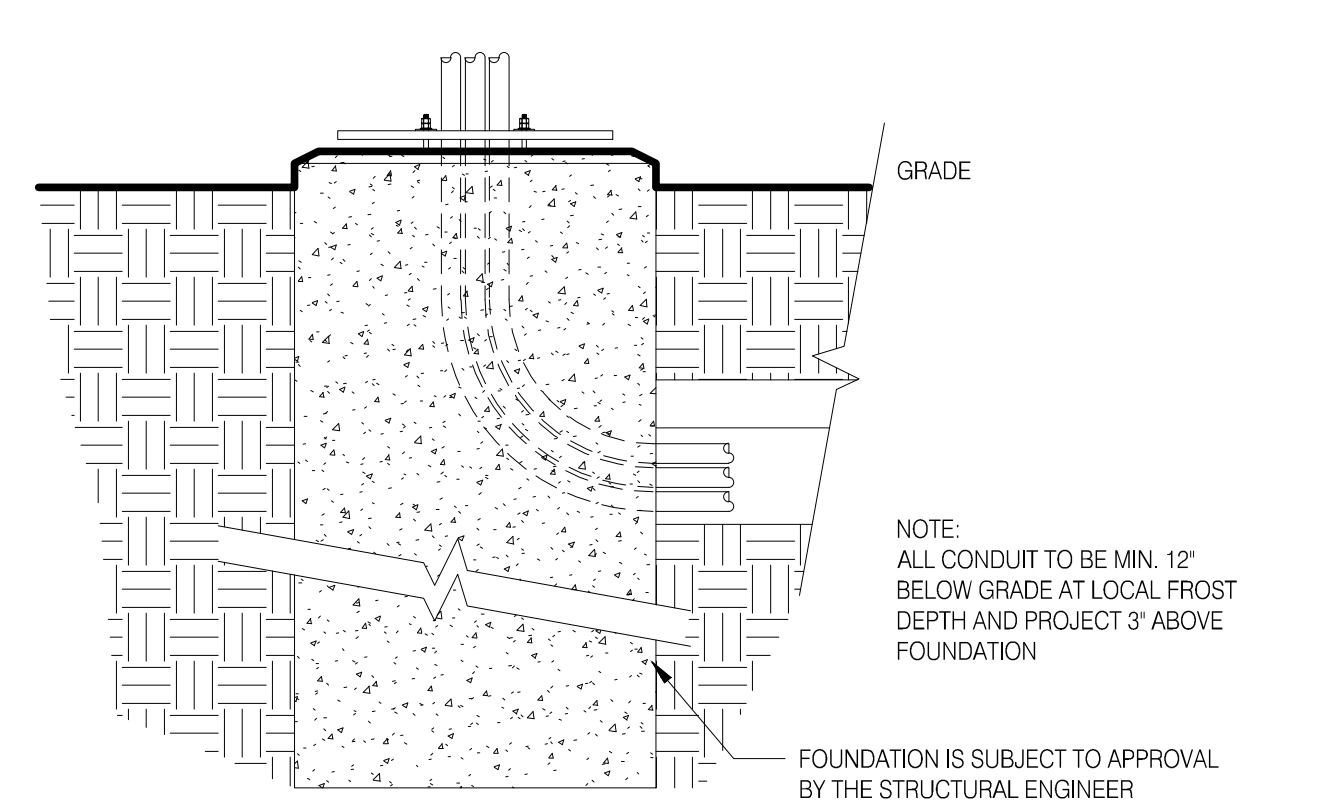 GRADE
NOTE:
ALL CONDUIT TO BE MIN. 12"
BELOW GRADE AT LOCAL FROST
DEPTH AND PROJECT 3" ABOVE
FOUNDATION
FOUNDATION IS SUBJECT TO APPROVAL
BY THE STRUCTURAL ENGINEER